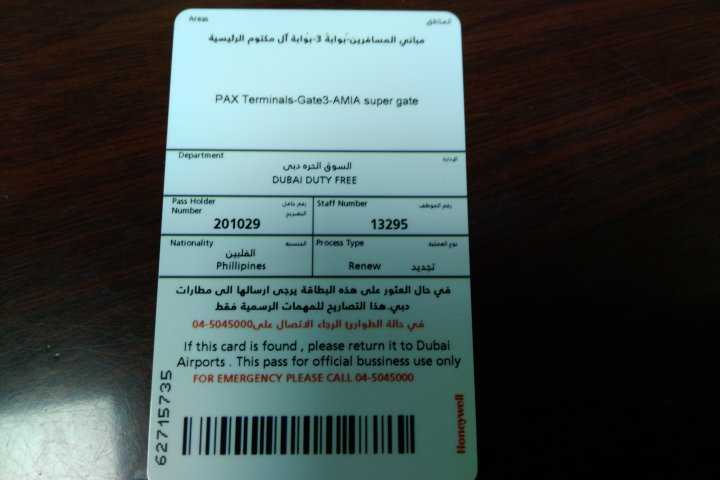 Areas المناطق
مباني المسافرين-بوابة 3-بوابة آل مكتوم الرئيسية
PAX Terminals-Gate3-AMIA super gate
Department الإدارة
السوق الحره دبى
DUBAI DUTY FREE
Pass Holder Number رقم حامل التصريح
201029
Staff Number رقم الموظف
13295
Nationality الجنسية
الفلبين
Phillipines
Process Type نوع العملية
Renew تجديد
في حال العثور على هذه البطاقة يرجى ارسالها الى مطارات
دبي.هذا التصاريح للمهمات الرسمية فقط
في حالة الطوارئ الرجاء الاتصال على04-5045000
If this card is found , please return it to Dubai
Airports . This pass for official bussiness use only
FOR EMERGENCY PLEASE CALL 04-5045000
62715735
Honeywell